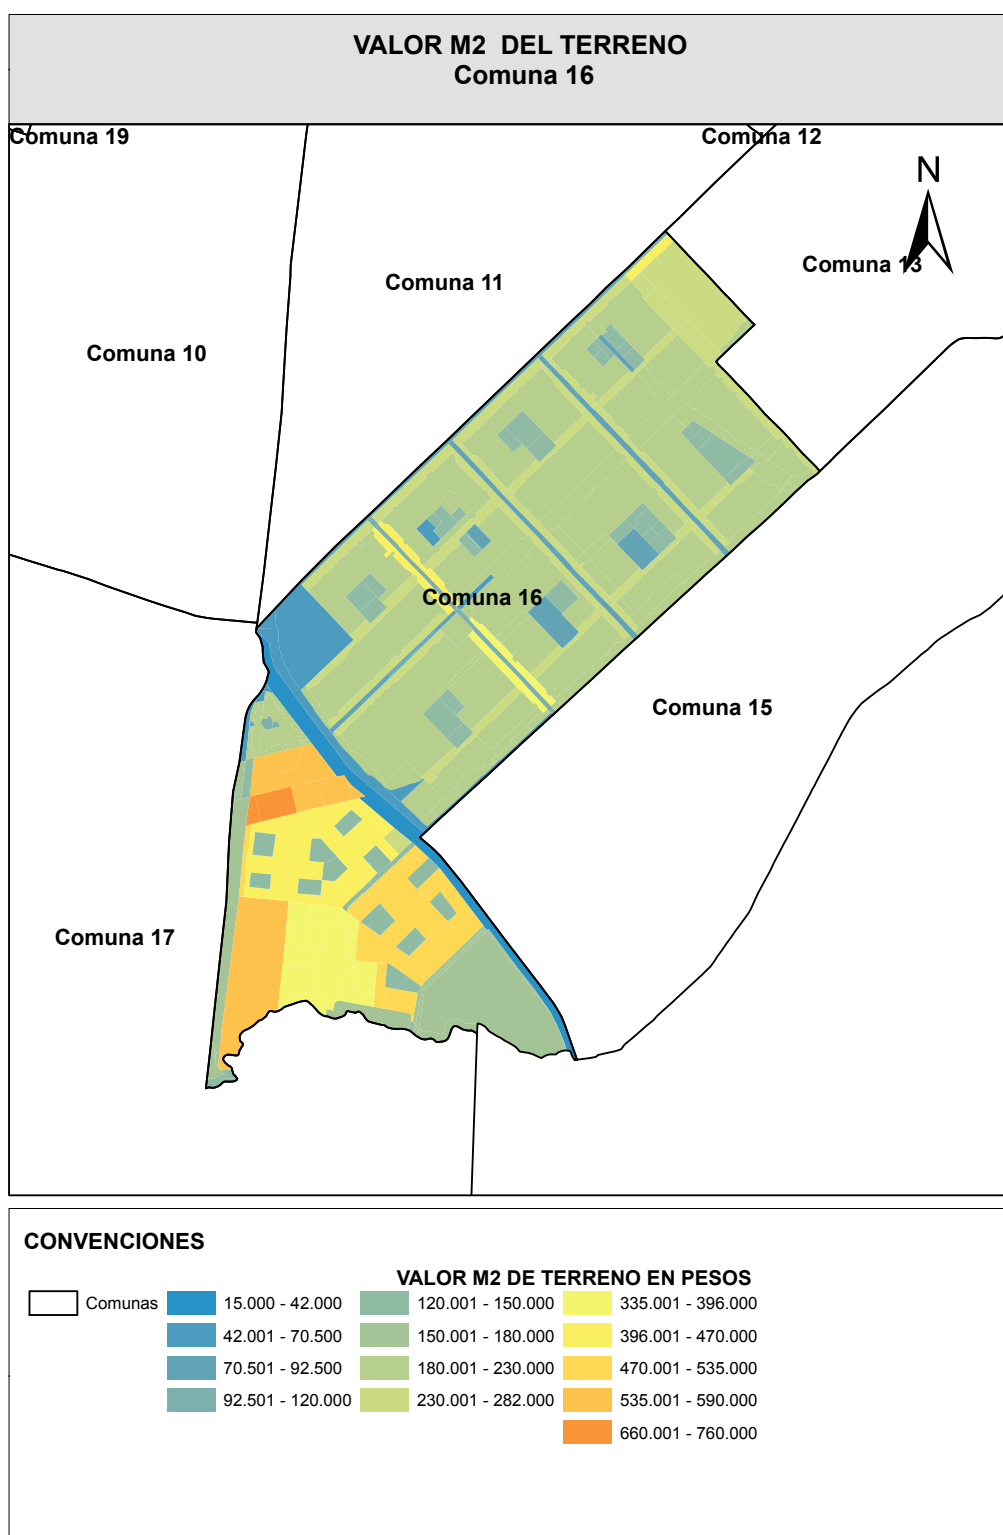 VALOR M2 DEL TERRENO
Comuna 16
Comuna 19
Comuna 12
N
Comuna 13
Comuna 11
Comuna 10
Comuna 16
Comuna 15
Comuna 17
CONVENCIONES
VALOR M2 DE TERRENO EN PESOS
Comunas
15.000 - 42.000
120.001 - 150.000
335.001 - 396.000
42.001 - 70.500
150.001 - 180.000
396.001 - 470.000
70.501 - 92.500
180.001 - 230.000
470.001 - 535.000
92.501 - 120.000
230.001 - 282.000
535.001 - 590.000
660.001 - 760.000